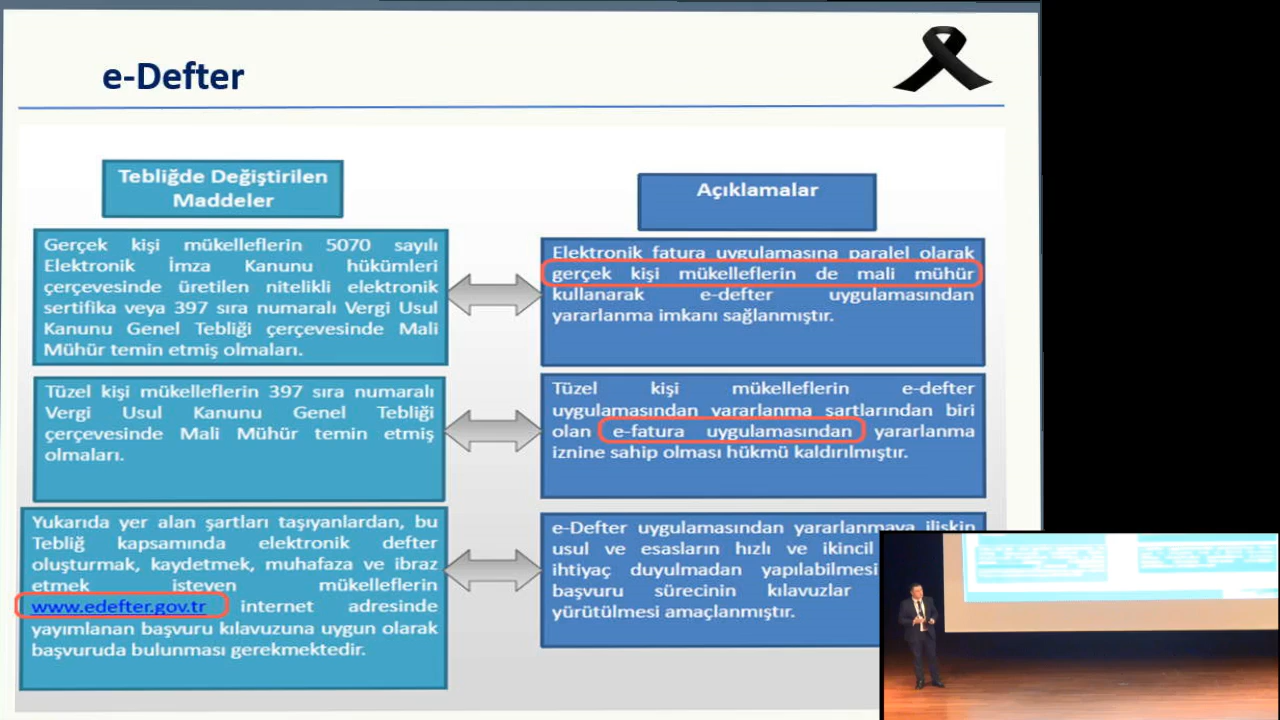 e-Defter
Tebliğde Değiştirilen
Maddeler
Gerçek kişi mükelleflerin 5070 sayılı
Elektronik İmza Kanunu hükümleri
çerçevesinde üretilen nitelikli elektronik
sertifika veya 397 sıra numaralı Vergi Usul
Kanunu Genel Tebliği çerçevesinde Mali
Mühür temin etmiş olmaları.
Tüzel kişi mükelleflerin 397 sıra numaralı
Vergi Usul Kanunu Genel Tebliği
çerçevesinde Mali Mühür temin etmiş
olmaları.
Yukarıda yer alan şartları taşıyanlardan, bu
Tebliğ kapsamında elektronik defter
oluşturmak, kaydetmek, muhafaza ve ibraz
etmek isteyen mükelleflerin
www.edefter.gov.tr internet adresinde
yayımlanan başvuru kılavuzuna uygun olarak
başvuruda bulunması gerekmektedir.
Açıklamalar
Elektronik fatura uygulamasına paralel olarak
gerçek kişi mükelleflerin de mali mühür
kullanarak e-defter uygulamasından
yararlanma imkanı sağlanmıştır.
Tüzel kişi mükelleflerin e-defter
uygulamasından yararlanma şartlarından biri
olan e-fatura uygulamasından yararlanma
iznine sahip olması hükmü kaldırılmıştır.
e-Defter uygulamasından yararlanmaya ilişkin
usul ve esasların hızlı ve ikincil
ihtiyaç duyulmadan yapılabilmesi
başvuru sürecinin kılavuzlar
yürütülmesi amaçlanmıştır.